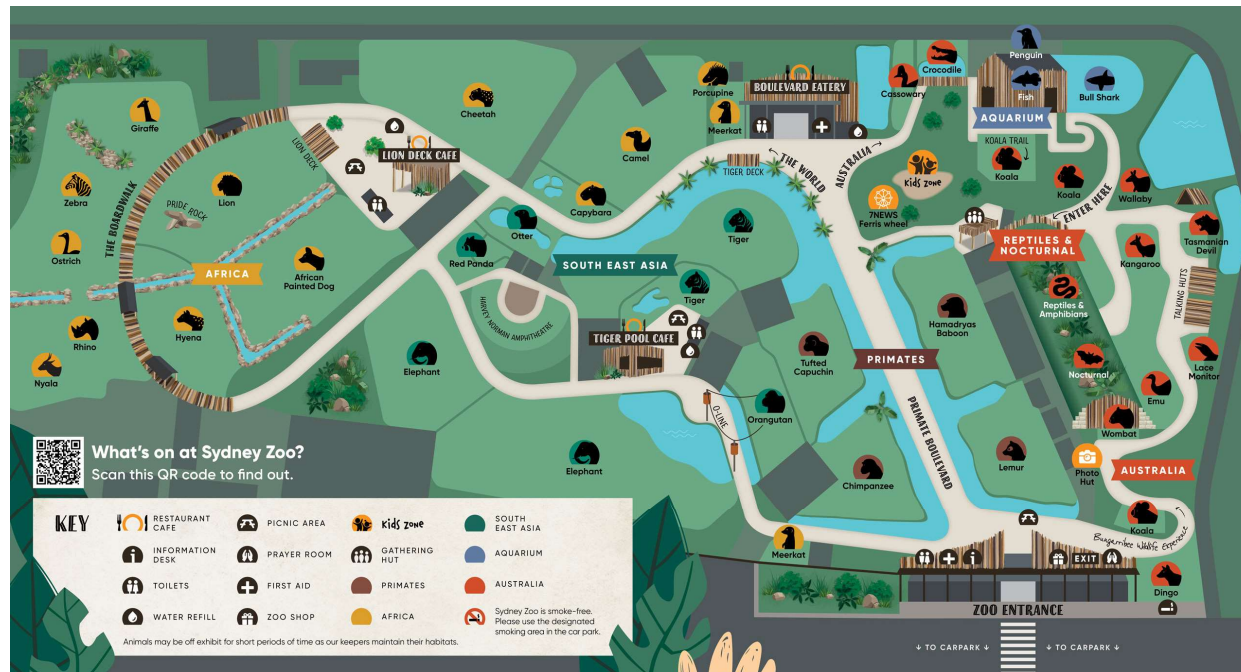 Penguin
Crocodile
Porcupine
BOULEVARD EATERY
Cassowary
Fish
Bull Shark
Cheetah
Giraffe
Meerkat
AQUARIUM
LION DECK
LION DECK CAFE
Camel
KOALA TRAIL
Koala
THE WORLD
AUSTRALIA
Kids Zone
TIGER DECK
Koala
Wallaby
Zebra
Lion
PRIDE ROCK
THE BOARDWALK
Capybara
7NEWS
Ferris wheel
ENTER HERE
Otter
Tiger
REPTILES &
NOCTURNAL
Tasmanian
Devil
Ostrich
Red Panda
SOUTH EAST ASIA
Kangaroo
AFRICA
African
Painted Dog
Tiger
Reptiles &
Amphibians
TALKING HUTS
HARVEY NORMAN AMPHITHEATRE
Hamadryas
Baboon
Rhino
Hyena
TIGER POOL CAFE
Elephant
Tufted
Capuchin
PRIMATES
Nocturnal
Lace
Monitor
Nyala
Emu
O-LINE
Orangutan
PRIMATE BOULEVARD
Wombat
What's on at Sydney Zoo?
Scan this QR code to find out.
Elephant
Chimpanzee
Lemur
Photo
Hut
AUSTRALIA
Koala
Bungarribee Wildlife Experience
Meerkat
EXIT
Dingo
ZOO ENTRANCE
↓ TO CARPARK ↓
↓ TO CARPARK ↓
KEY
RESTAURANT
CAFE
INFORMATION
DESK
TOILETS
WATER REFILL
PICNIC AREA
PRAYER ROOM
FIRST AID
ZOO SHOP
Kids Zone
GATHERING
HUT
PRIMATES
AFRICA
SOUTH
EAST ASIA
AQUARIUM
AUSTRALIA
Sydney Zoo is smoke-free.
Please use the designated
smoking area in the car park.
Animals may be off exhibit for short periods of time as our keepers maintain their habitats.